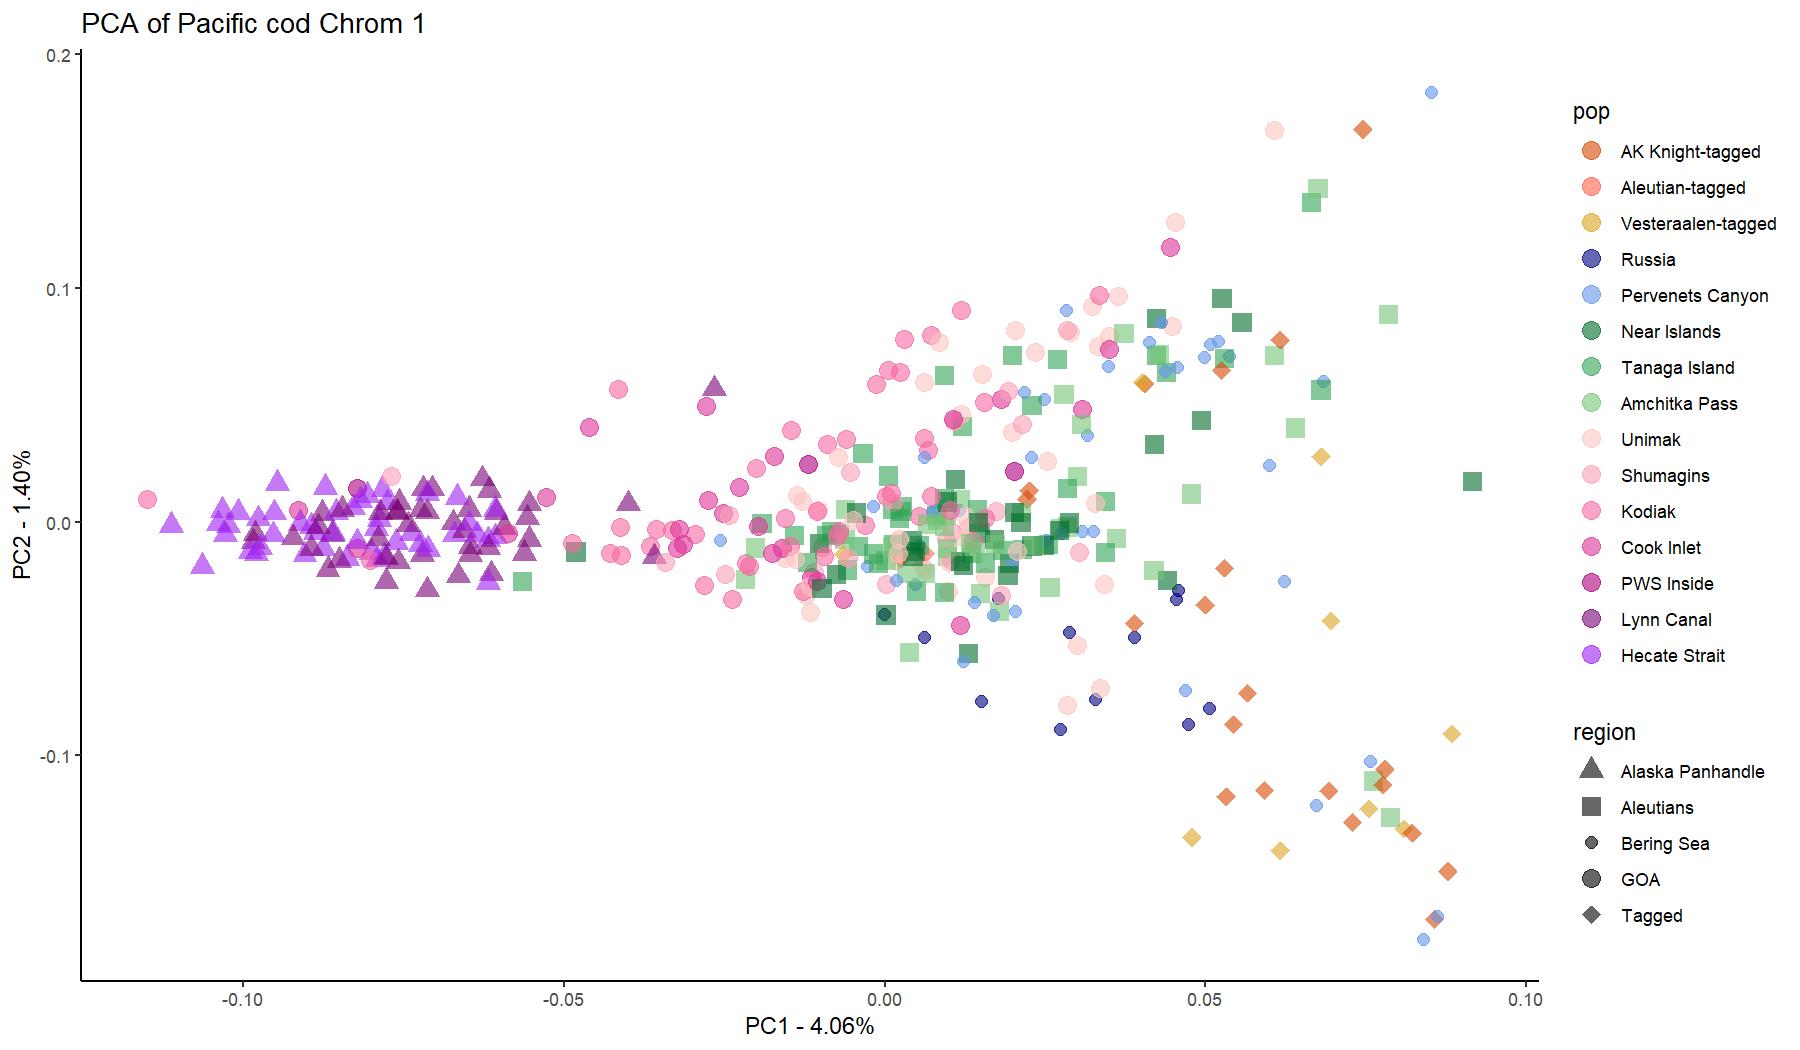 PCA of Pacific cod Chrom 1
0.2
0.1
0.0
-0.1
PC2 - 1.40%
-0.10
-0.05
0.00
0.05
0.10
PC1 - 4.06%
pop
AK Knight-tagged
Aleutian-tagged
Vesteraalen-tagged
Russia
Pervenets Canyon
Near Islands
Tanaga Island
Amchitka Pass
Unimak
Shumagins
Kodiak
Cook Inlet
PWS Inside
Lynn Canal
Hecate Strait
region
Alaska Panhandle
Aleutians
Bering Sea
GOA
Tagged